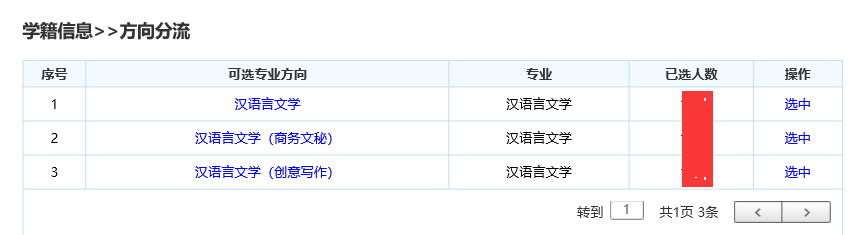 学籍信息>>方向分流
序号 可选专业方向 专业 已选人数 操作
1 汉语言文学 汉语言文学 选中
2 汉语言文学（商务文秘） 汉语言文学 选中
3 汉语言文学（创意写作） 汉语言文学 选中
转到 1 共1页 3条 < >